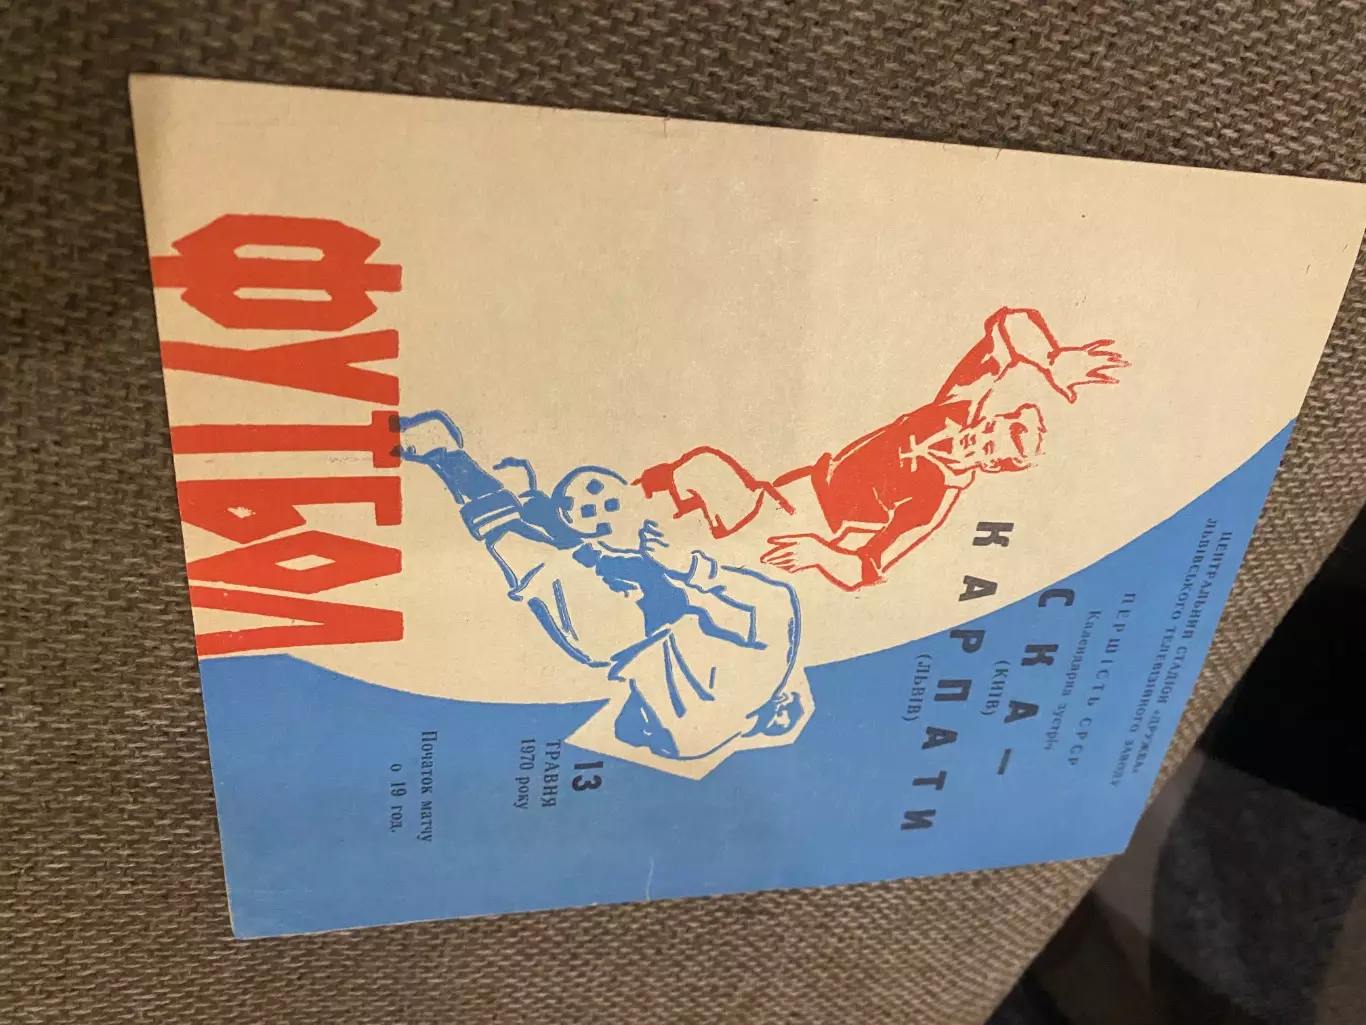 ЦЕНТРАЛЬНИЙ СТАДІОН «ДРУЖБА»
ЛЬВІВСЬКОГО ТЕЛЕВІЗІЙНОГО ЗАВОДУ
ПЕРШІСТЬ СРСР
Календарна зустріч
СКА —
(КИЇВ)
КАРПАТИ
(ЛЬВІВ)
13
ТРАВНЯ
1970 року
Початок матчу
о 19 год.
ФУТБОЛ